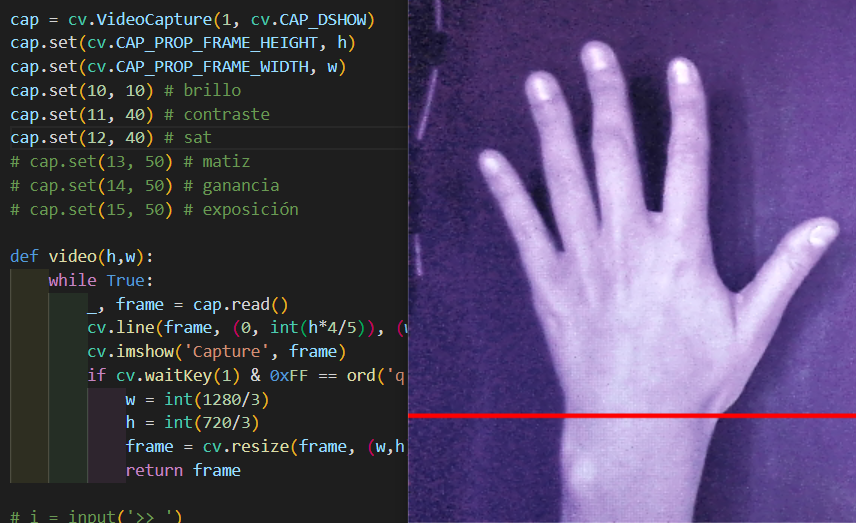 cap = cv.VideoCapture(1, cv.CAP_DSHOW)
cap.set(cv.CAP_PROP_FRAME_HEIGHT, h)
cap.set(cv.CAP_PROP_FRAME_WIDTH, w)
cap.set(10, 10) # brillo
cap.set(11, 40) # contraste
cap.set(12, 40) # sat
# cap.set(13, 50) # matiz
# cap.set(14, 50) # ganancia
# cap.set(15, 50) # exposición
def video(h,w):
while True:
_, frame = cap.read()
cv.line(frame, (0, int(h*4/5)), (w
cv.imshow('Capture', frame)
if cv.waitKey(1) & 0xFF == ord('q
w = int(1280/3)
h = int(720/3)
frame = cv.resize(frame, (w,h
return frame
# i = input('>> ')